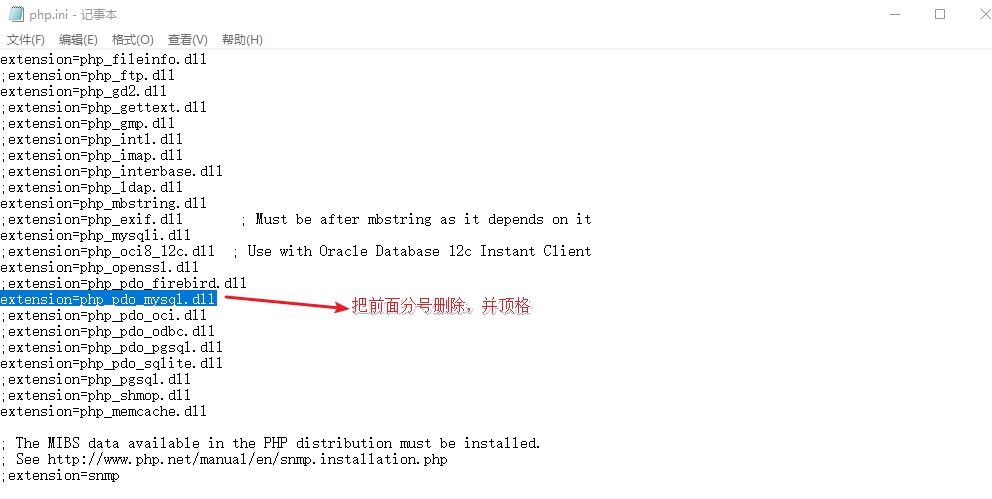 php.ini - 记事本
文件(F) 编辑(E) 格式(O) 查看(V) 帮助(H)
extension=php_fileinfo.dll
;extension=php_ftp.dll
extension=php_gd2.dll
;extension=php_gettext.dll
;extension=php_gmp.dll
;extension=php_intl.dll
;extension=php_imap.dll
;extension=php_interbase.dll
;extension=php_ldap.dll
extension=php_mbstring.dll
;extension=php_exif.dll ; Must be after mbstring as it depends on it
extension=php_mysqli.dll
;extension=php_oci8_12c.dll ; Use with Oracle Database 12c Instant Client
extension=php_openssl.dll
;extension=php_pdo_firebird.dll
extension=php_pdo_mysql.dll 把前面分号删除，并顶格
;extension=php_pdo_oci.dll
;extension=php_pdo_odbc.dll
;extension=php_pdo_pgsql.dll
extension=php_pdo_sqlite.dll
;extension=php_pgsql.dll
;extension=php_shmop.dll
extension=php_memcache.dll
; The MIBS data available in the PHP distribution must be installed.
; See http://www.php.net/manual/en/snmp.installation.php
;extension=snmp